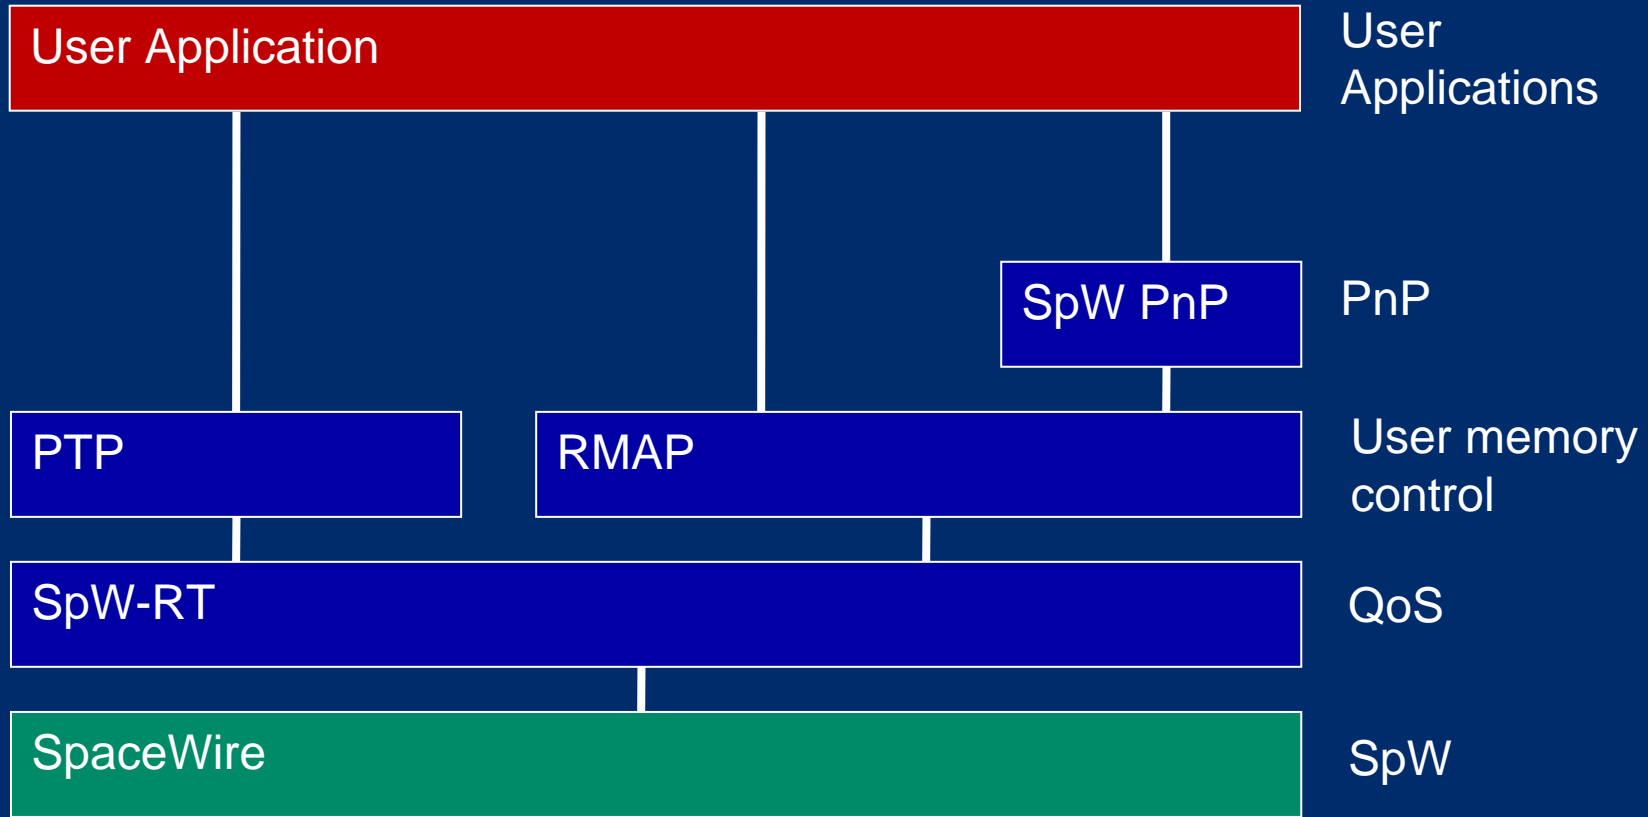 User Application
User
Applications
SpW PnP
PnP
PTP
RMAP
User memory
control
SpW-RT
QoS
SpaceWire
SpW